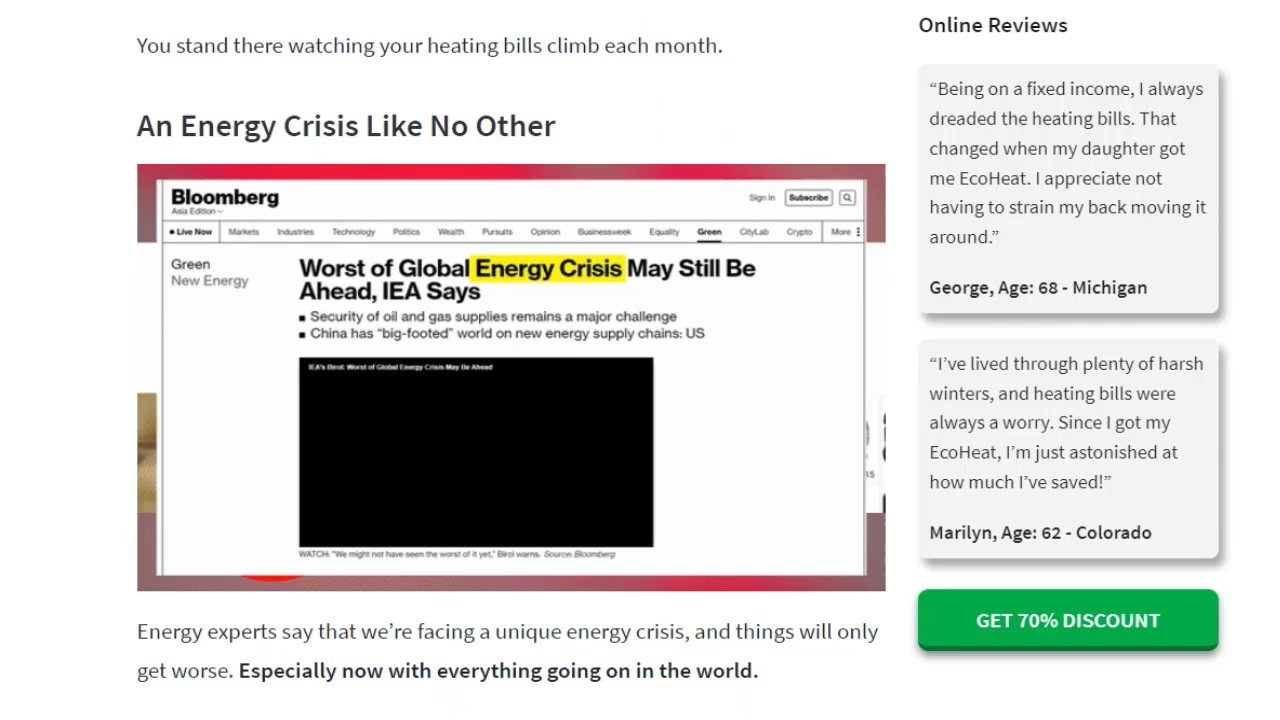 You stand there watching your heating bills climb each month.
An Energy Crisis Like No Other
Bloomberg
Asia Edition
Sign In
Subscribe
Live Now
Markets
Industries
Technology
Politics
Wealth
Pursuits
Opinion
Businessweek
Equality
Green
CityLab
Crypto
More
Green
New Energy
Worst of Global Energy Crisis May Still Be
Ahead, IEA Says
■ Security of oil and gas supplies remains a major challenge
■ China has "big-footed" world on new energy supply chains: US
IEA's Birol: Worst of Global Energy Crisis May Be Ahead
WATCH: "We might not have seen the worst of it yet," Birol warns. Source: Bloomberg
Energy experts say that we’re facing a unique energy crisis, and things will only
get worse. Especially now with everything going on in the world.
Online Reviews
“Being on a fixed income, I always
dreaded the heating bills. That
changed when my daughter got
me EcoHeat. I appreciate not
having to strain my back moving it
around.”
George, Age: 68 - Michigan
“I’ve lived through plenty of harsh
winters, and heating bills were
always a worry. Since I got my
EcoHeat, I’m just astonished at
how much I’ve saved!”
Marilyn, Age: 62 - Colorado
GET 70% DISCOUNT